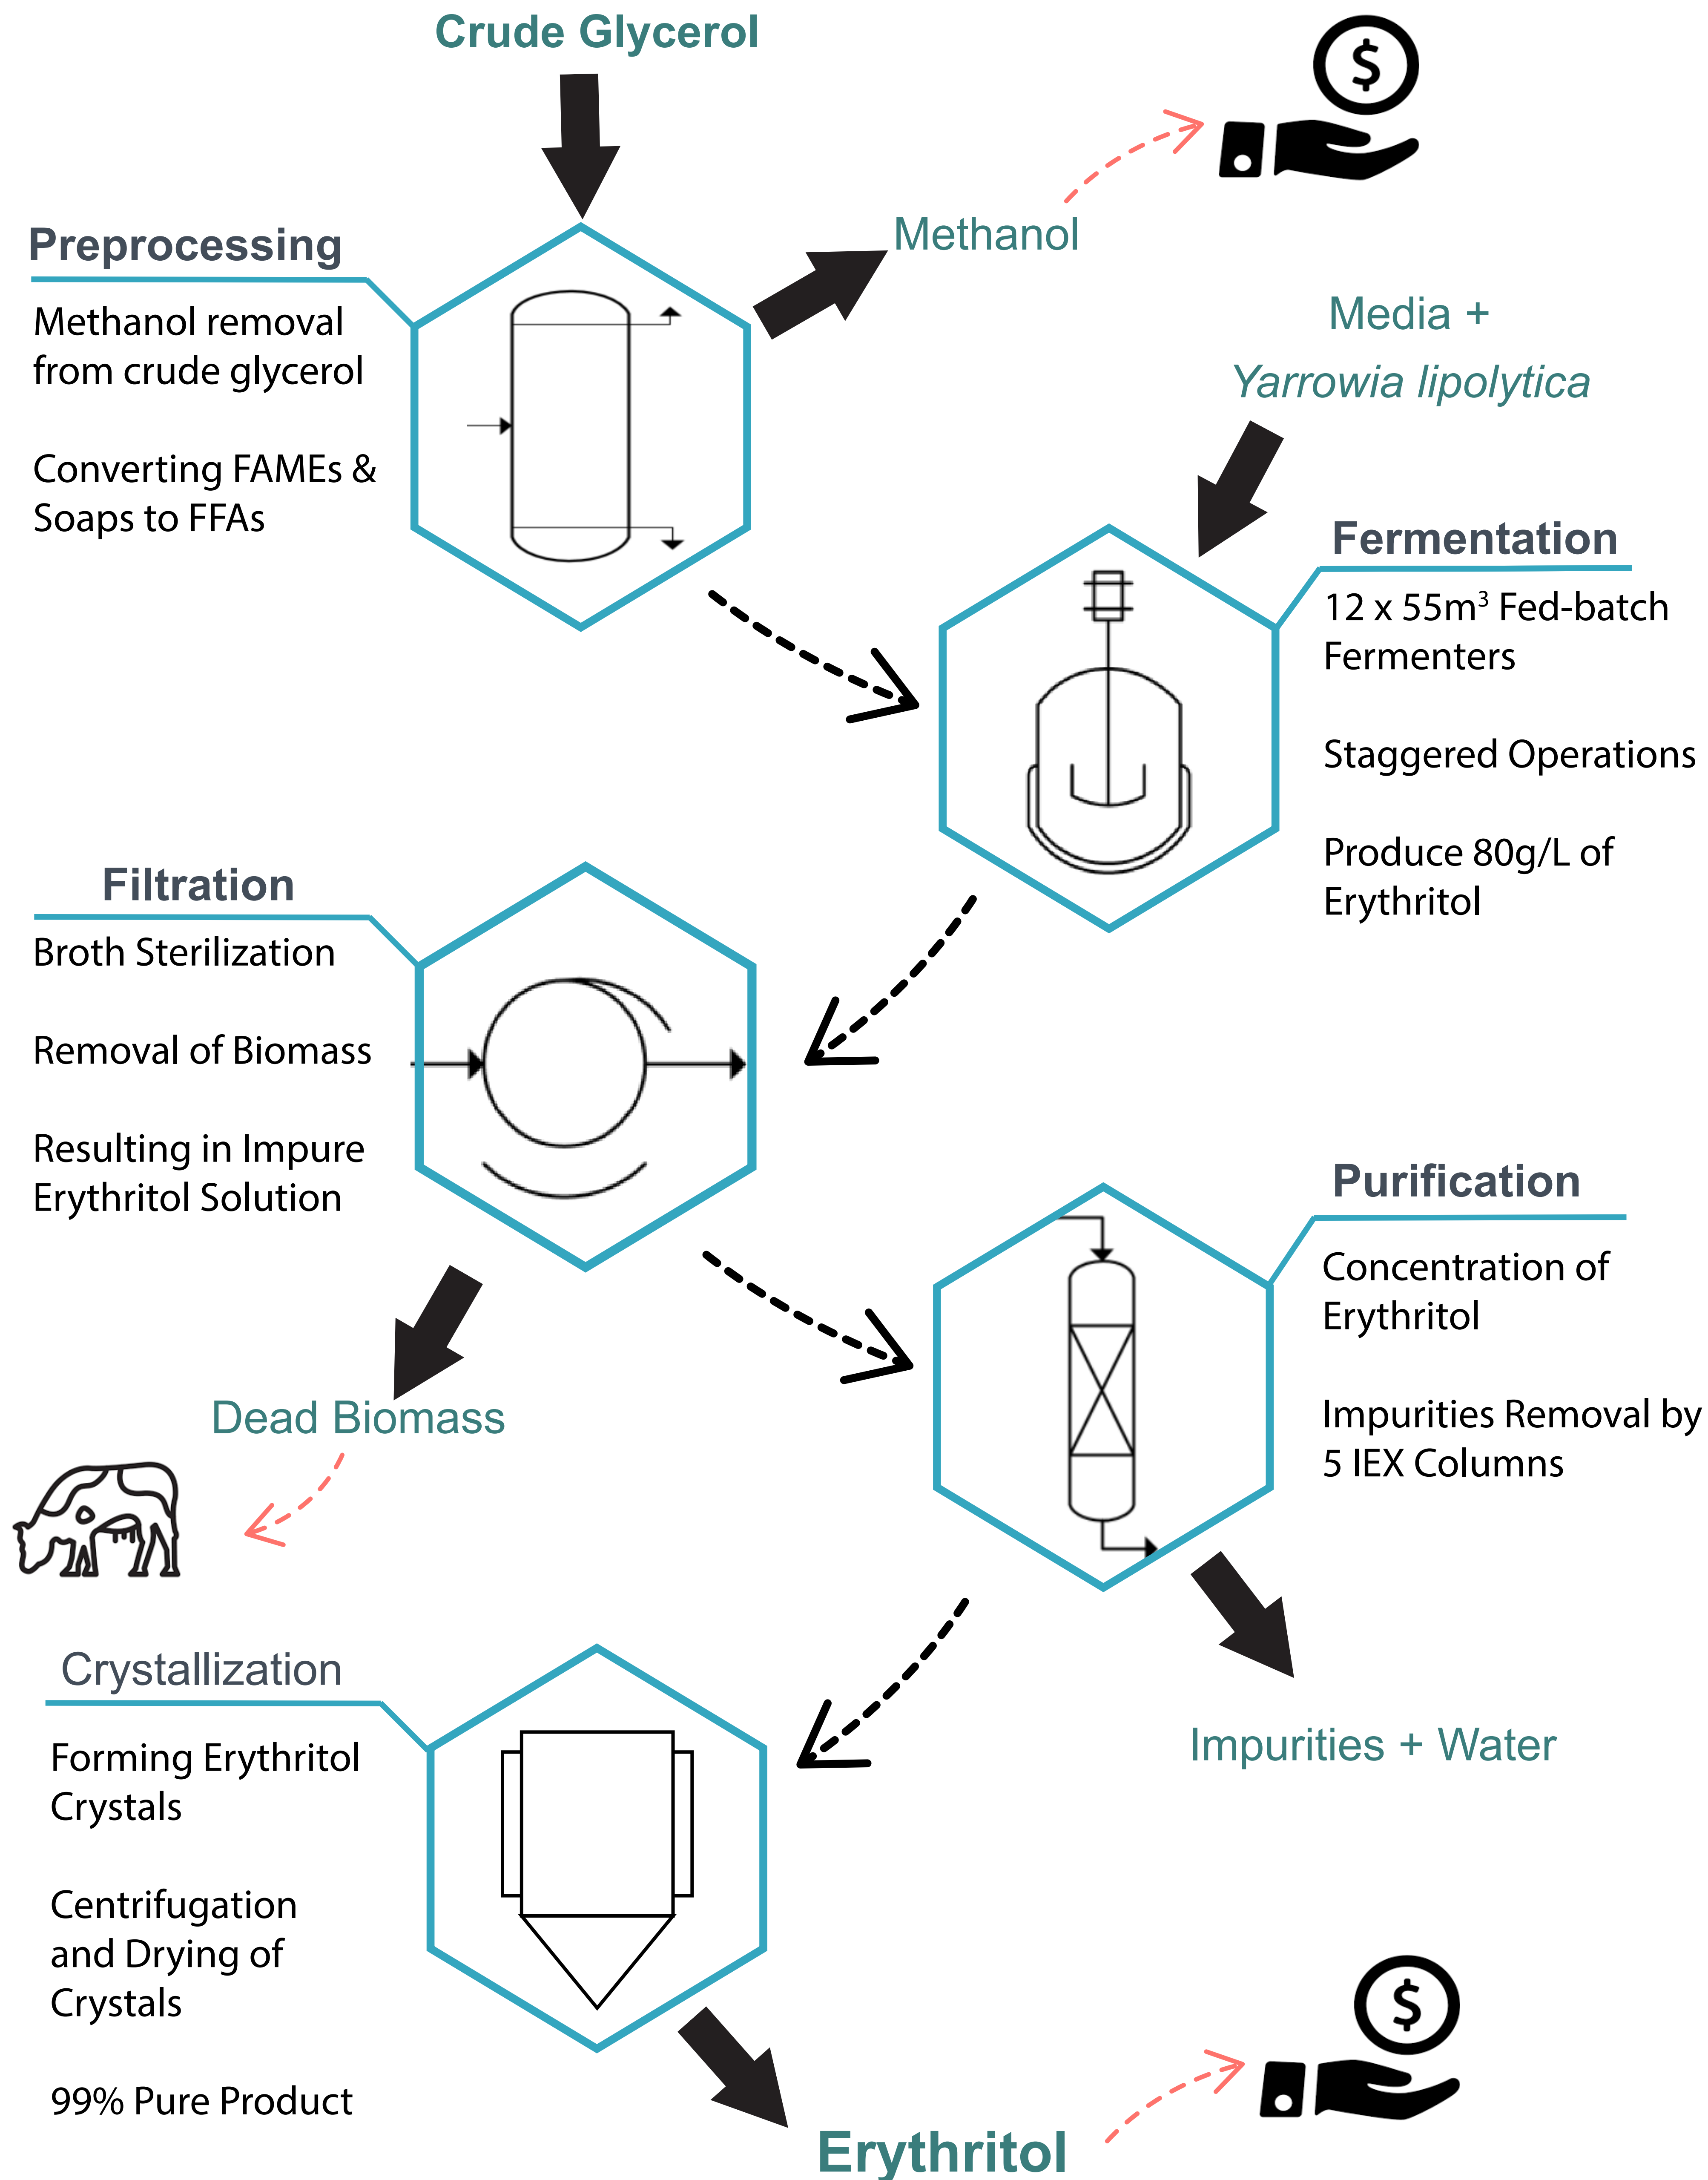 Crude Glycerol
$
Preprocessing
Methanol removal
from crude glycerol
Converting FAMEs &
Soaps to FFAs
Methanol
Media +
Yarrowia lipolytica
Fermentation
12 x 55m³ Fed-batch
Fermenters
Staggered Operations
Produce 80g/L of
Erythritol
Filtration
Broth Sterilization
Removal of Biomass
Resulting in Impure
Erythritol Solution
Dead Biomass
Purification
Concentration of
Erythritol
Impurities Removal by
5 IEX Columns
Impurities + Water
Crystallization
Forming Erythritol
Crystals
Centrifugation
and Drying of
Crystals
99% Pure Product
Erythritol
$